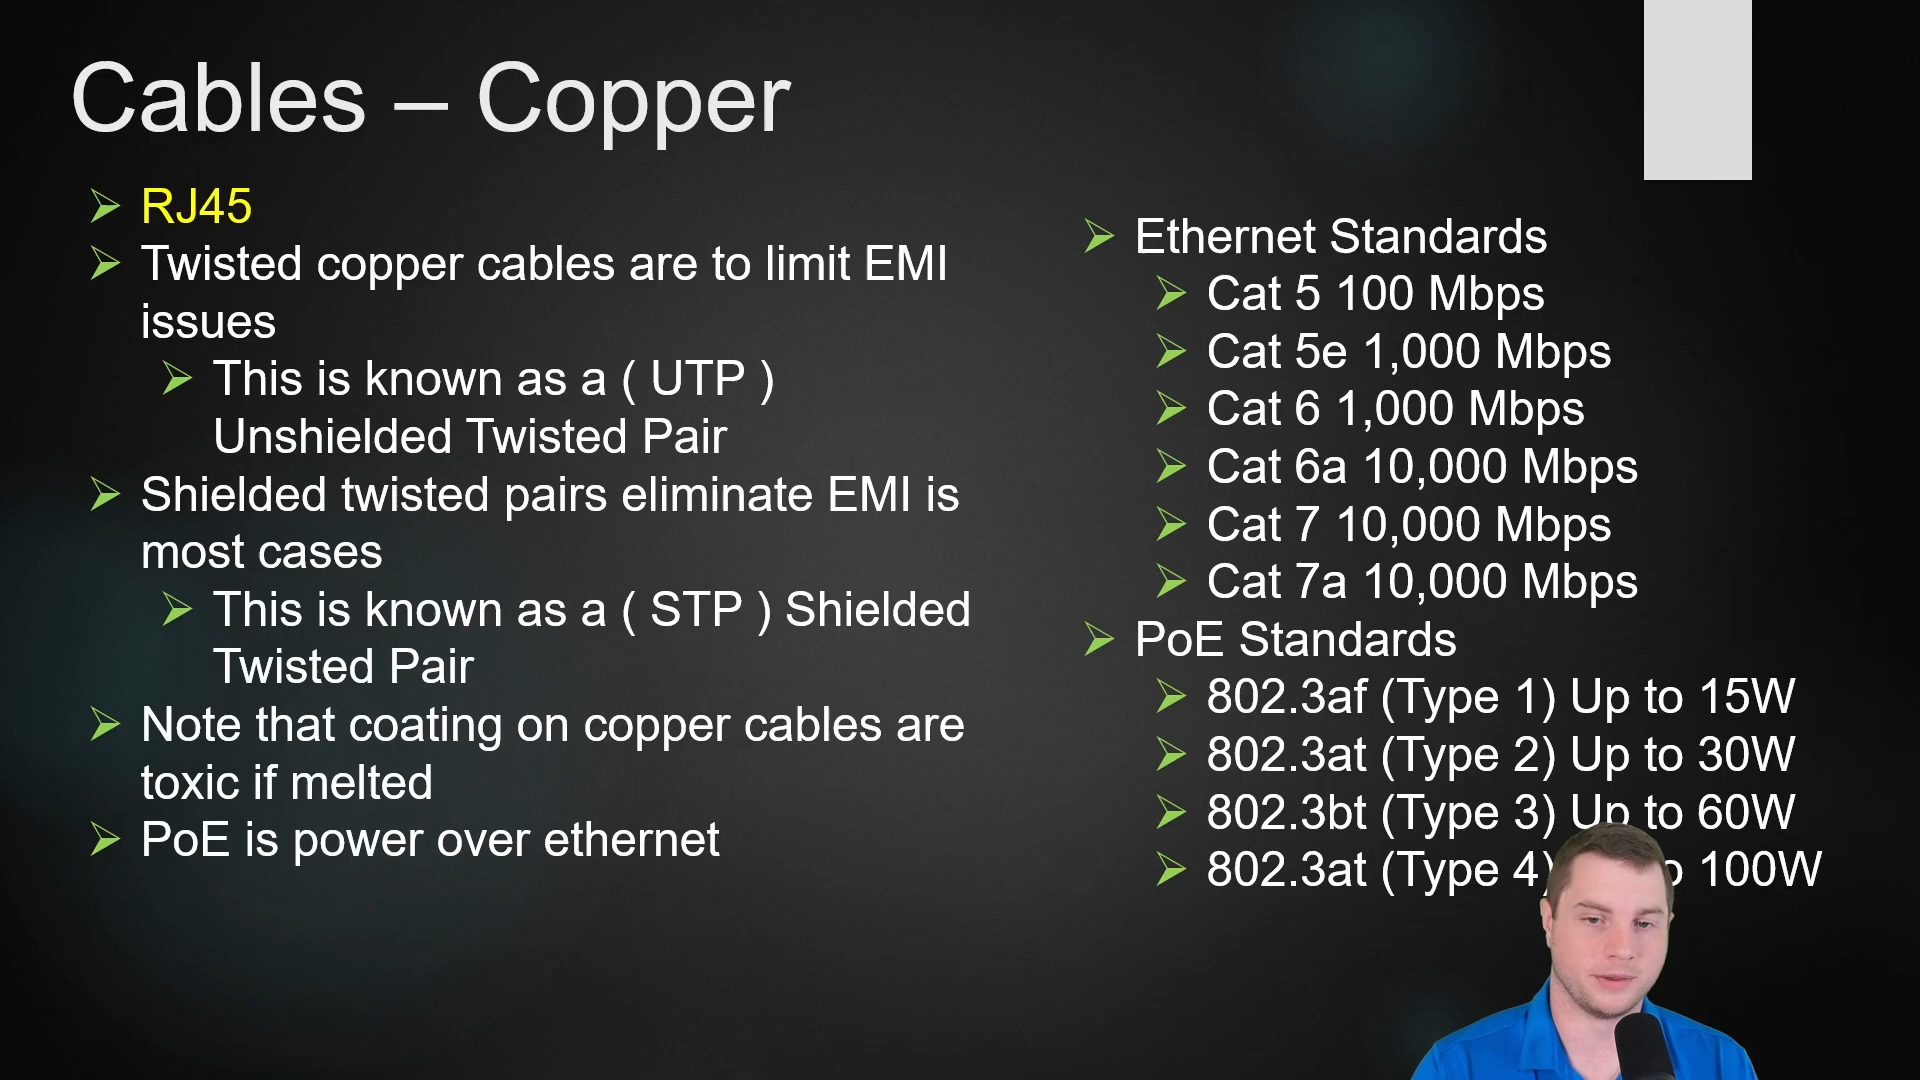 Cables – Copper
RJ45
Twisted copper cables are to limit EMI
issues
This is known as a ( UTP )
Unshielded Twisted Pair
Shielded twisted pairs eliminate EMI is
most cases
This is known as a ( STP ) Shielded
Twisted Pair
Note that coating on copper cables are
toxic if melted
PoE is power over ethernet
Ethernet Standards
Cat 5 100 Mbps
Cat 5e 1,000 Mbps
Cat 6 1,000 Mbps
Cat 6a 10,000 Mbps
Cat 7 10,000 Mbps
Cat 7a 10,000 Mbps
PoE Standards
802.3af (Type 1) Up to 15W
802.3at (Type 2) Up to 30W
802.3bt (Type 3) Up to 60W
802.3at (Type 4) 100W